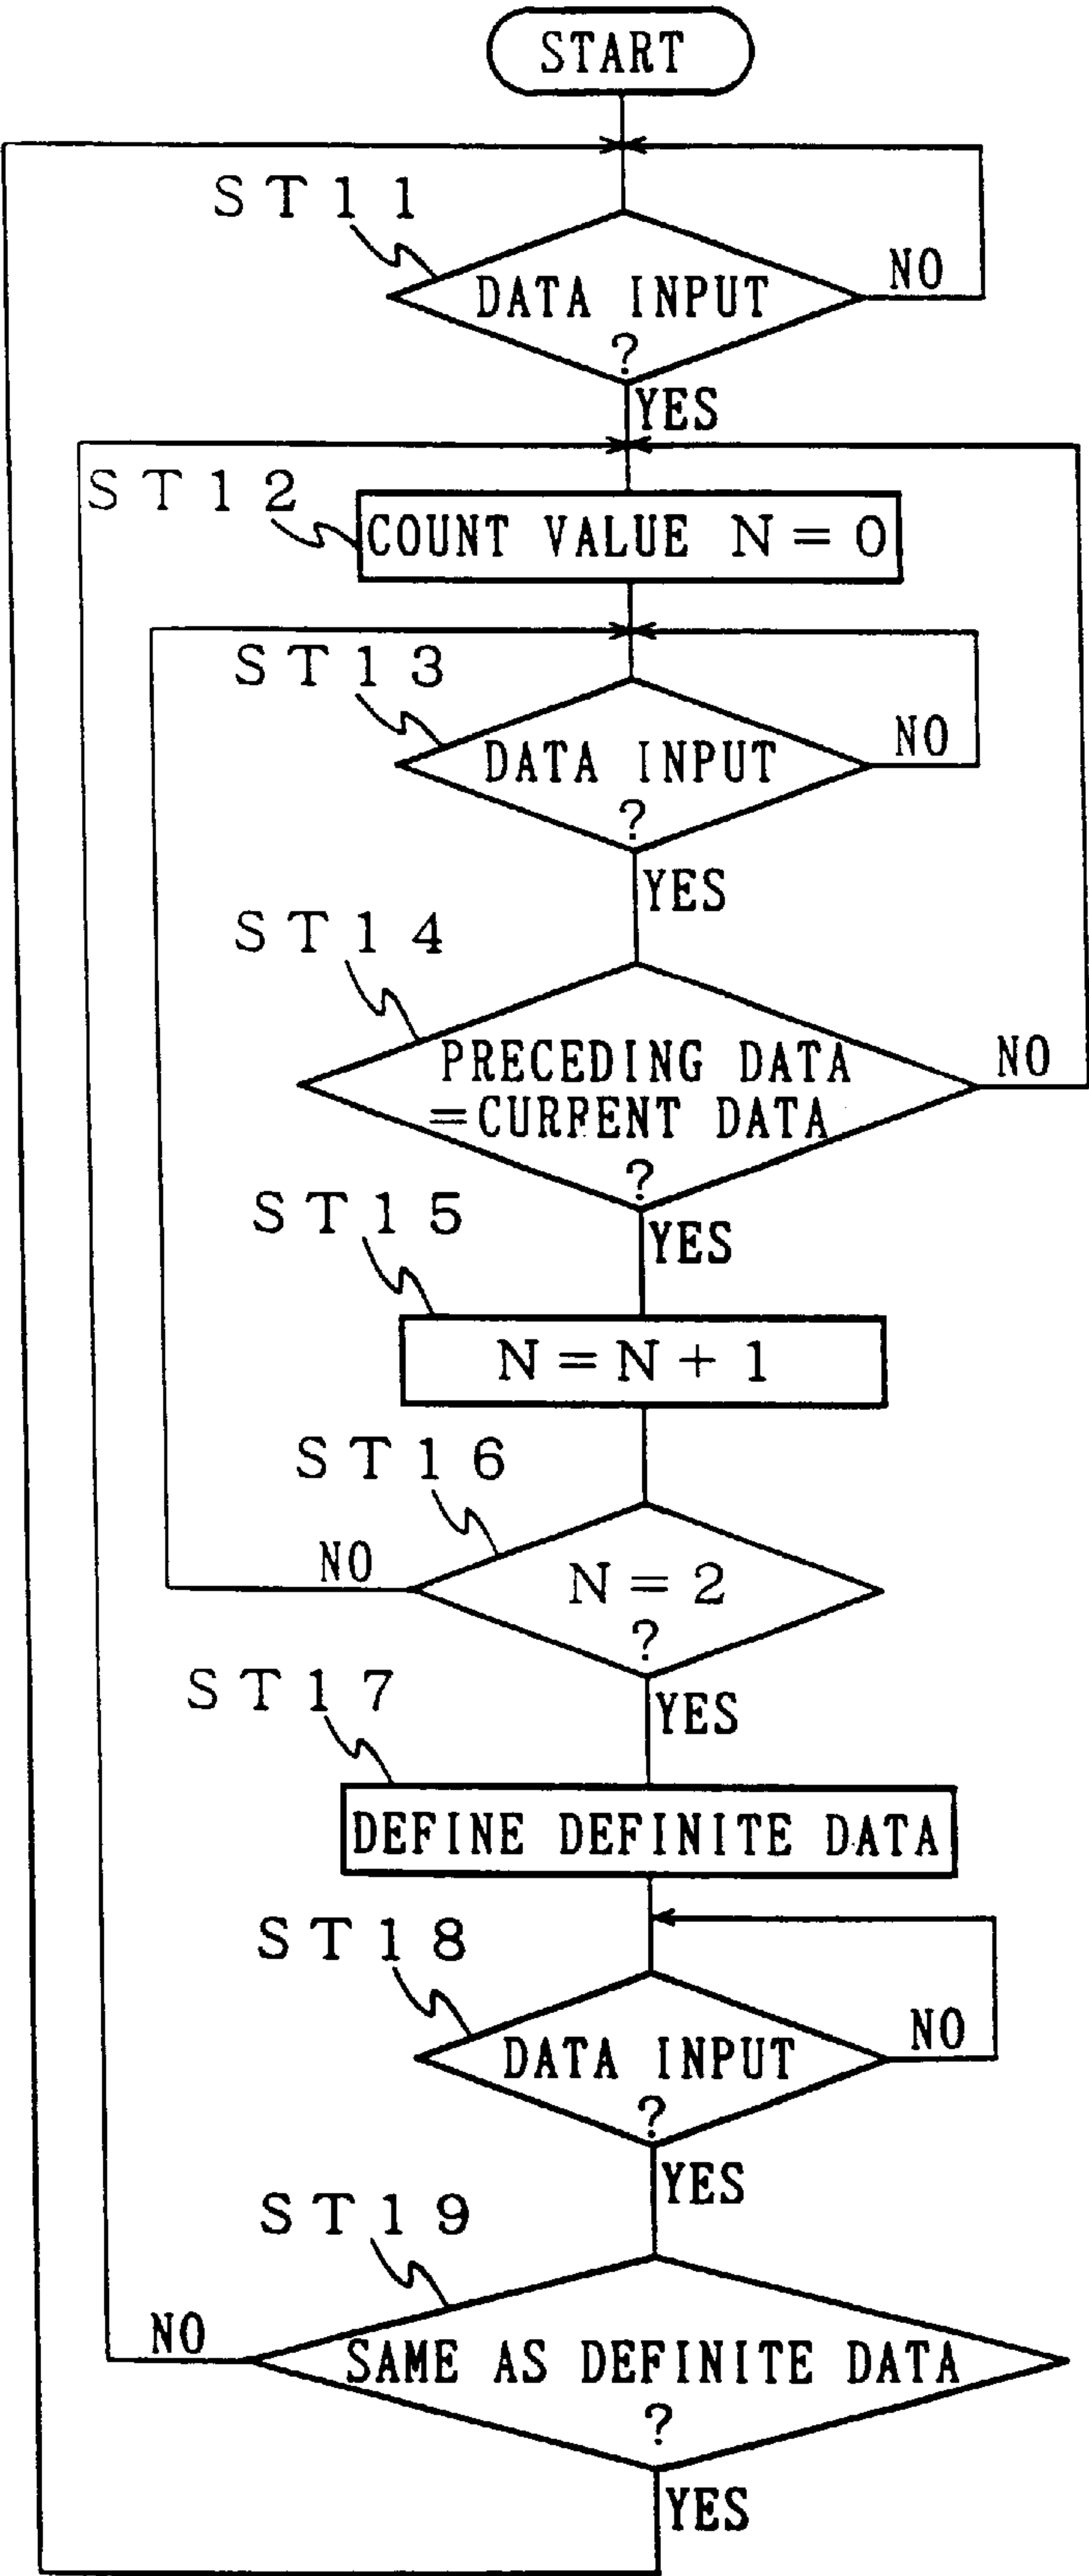 START
ST11
DATA INPUT
?
NO
YES
ST12
COUNT VALUE N=0
ST13
DATA INPUT
?
NO
YES
ST14
PRECEDING DATA
=CURRENT DATA
?
NO
YES
ST15
N=N+1
ST16
N=2
?
NO
YES
ST17
DEFINE DEFINITE DATA
ST18
DATA INPUT
?
NO
YES
ST19
SAME AS DEFINITE DATA
?
NO
YES